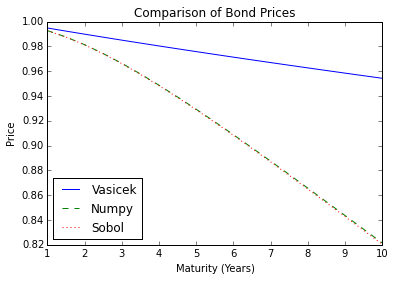 Comparison of Bond Prices
1.00
0.98
0.96
0.94
0.92
0.90
0.88
0.86
0.84
0.82
Price
Vasicek
Numpy
Sobol
1 2 3 4 5 6 7 8 9 10
Maturity (Years)